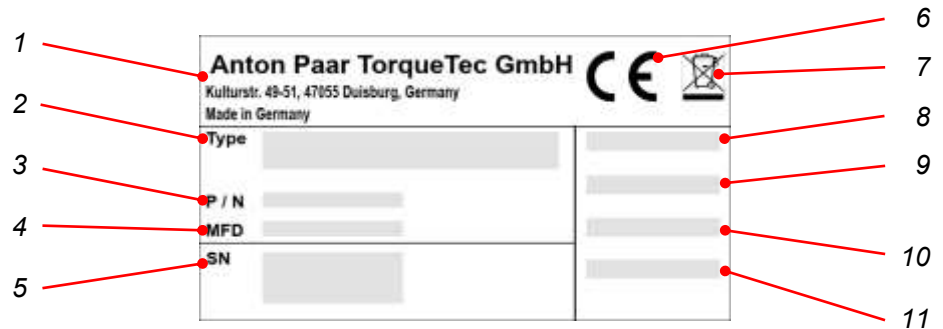 1
2
3
4
5
Anton Paar TorqueTec GmbH
Kulturstr. 49-51, 47055 Duisburg, Germany
Made in Germany
CE
Type
P / N
MFD
SN
6
7
8
9
10
11